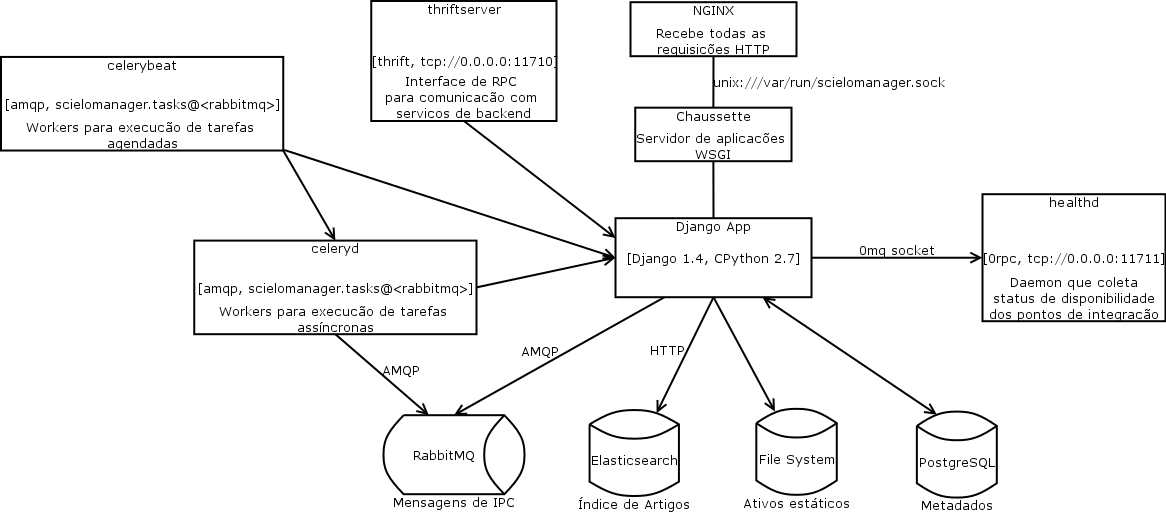 thriftserver
[thrift, tcp://0.0.0.0:11710]
Interface de RPC
para comunicacão com
servicos de backend
NGINX
Recebe todas as
requisicões HTTP
unix:///var/run/scielomanager.sock
celerybeat
[amqp, scielomanager.tasks@<rabbitmq>]
Workers para execucão de tarefas
agendadas
Chaussette
Servidor de aplicacões
WSGI
celeryd
[amqp, scielomanager.tasks@<rabbitmq>]
Workers para execucão de tarefas
assíncronas
Django App
[Django 1.4, CPython 2.7]
0mq socket
healthd
[0rpc, tcp://0.0.0.0:11711]
Daemon que coleta
status de disponibilidade
dos pontos de integracão
AMQP
AMQP
HTTP
RabbitMQ
Mensagens de IPC
Elasticsearch
Índice de Artigos
File System
Ativos estáticos
PostgreSQL
Metadados